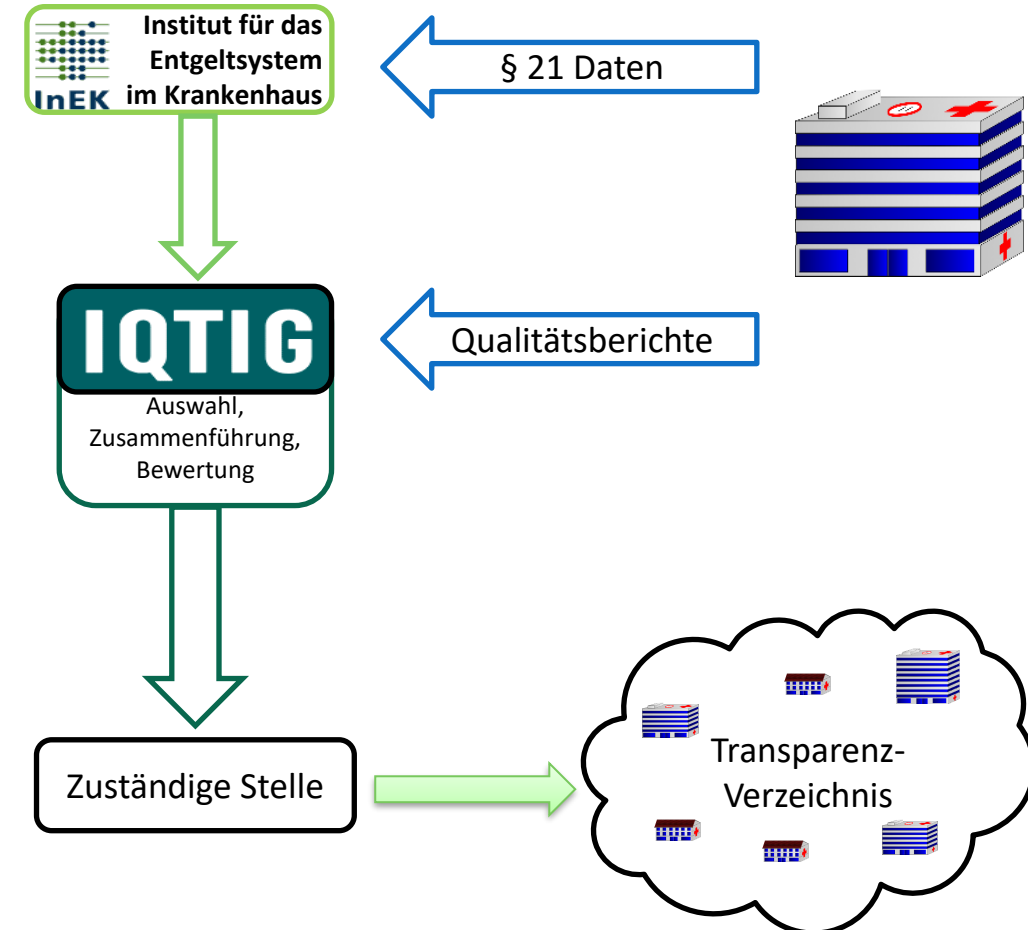 Institut für das
Entgeltsystem
im Krankenhaus
InEK
§ 21 Daten
IQTIG
Auswahl,
Zusammenführung,
Bewertung
Qualitätsberichte
Zuständige Stelle
Transparenz-
Verzeichnis